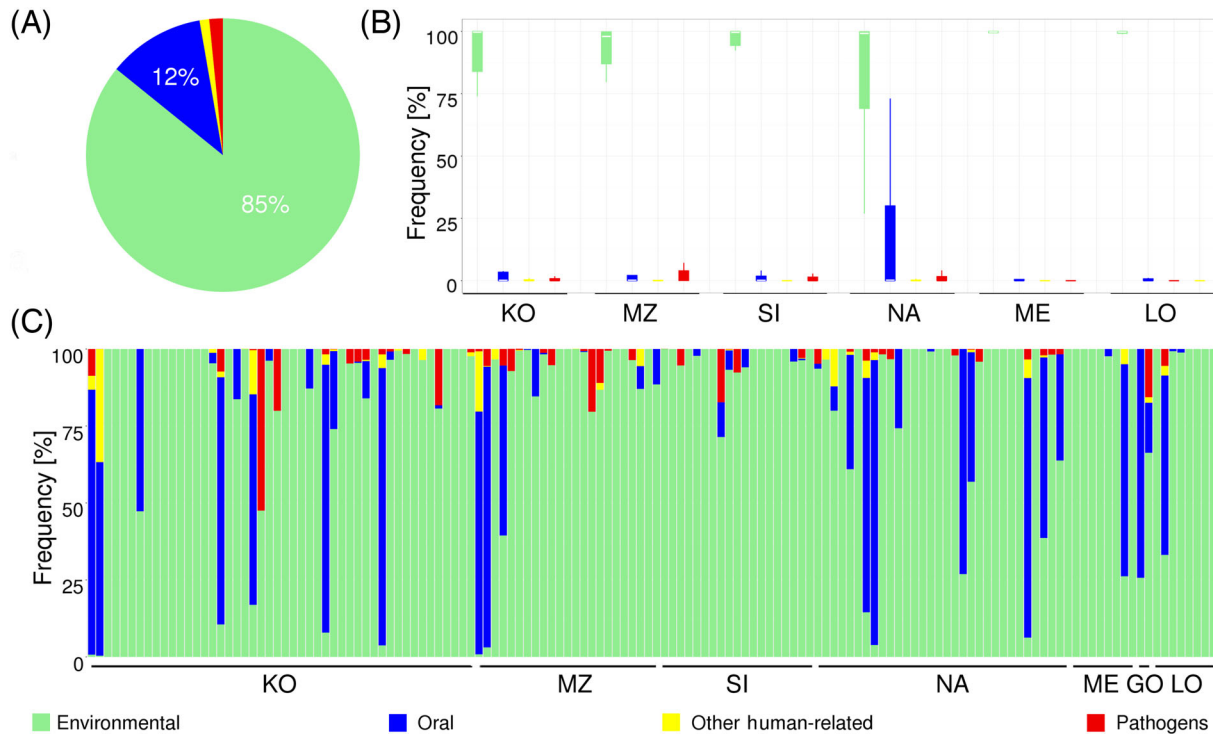 (A)
12%
85%
(B)
Frequency [%]
100
75
50
25
0
KO MZ SI NA ME LO
(C)
Frequency [%]
100
75
50
25
0
KO MZ SI NA ME GO LO
Environmental Oral Other human-related Pathogens